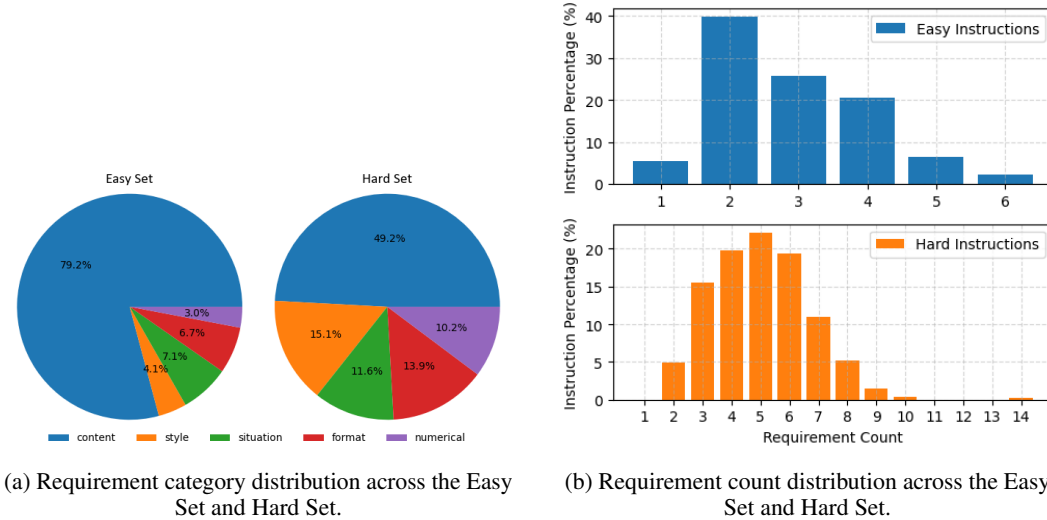 Easy Set
79.2%
3.0%
6.7%
7.1%
4.1%
Hard Set
49.2%
15.1%
11.6%
13.9%
10.2%
content style situation format numerical
(a) Requirement category distribution across the Easy
Set and Hard Set.
Instruction Percentage (%)
40
30
20
10
0
Easy Instructions
1 2 3 4 5 6
Instruction Percentage (%)
20
15
10
5
0
Hard Instructions
1 2 3 4 5 6 7 8 9 10 11 12 13 14
Requirement Count
(b) Requirement count distribution across the Easy
Set and Hard Set.